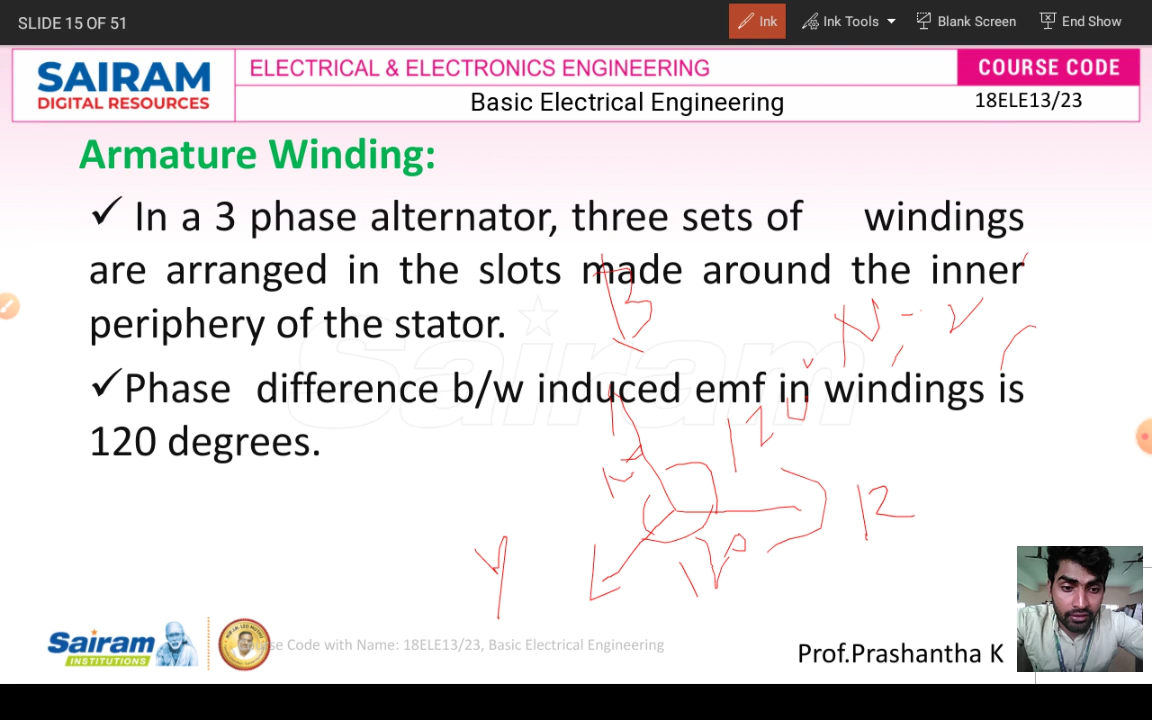 SLIDE 15 OF 51
Ink
Ink Tools
Blank Screen
End Show
SAIRAM
DIGITAL RESOURCES
ELECTRICAL & ELECTRONICS ENGINEERING
COURSE CODE
Basic Electrical Engineering
18ELE13/23
Armature Winding:
✓ In a 3 phase alternator, three sets of windings
are arranged in the slots made around the inner
periphery of the stator.
✓Phase difference b/w induced emf in windings is
120 degrees.
Sairam
B
120
R
Y
120
Sairam
INSTITUTIONS
se Code with Name: 18ELE13/23, Basic Electrical Engineering
Prof.Prashantha K